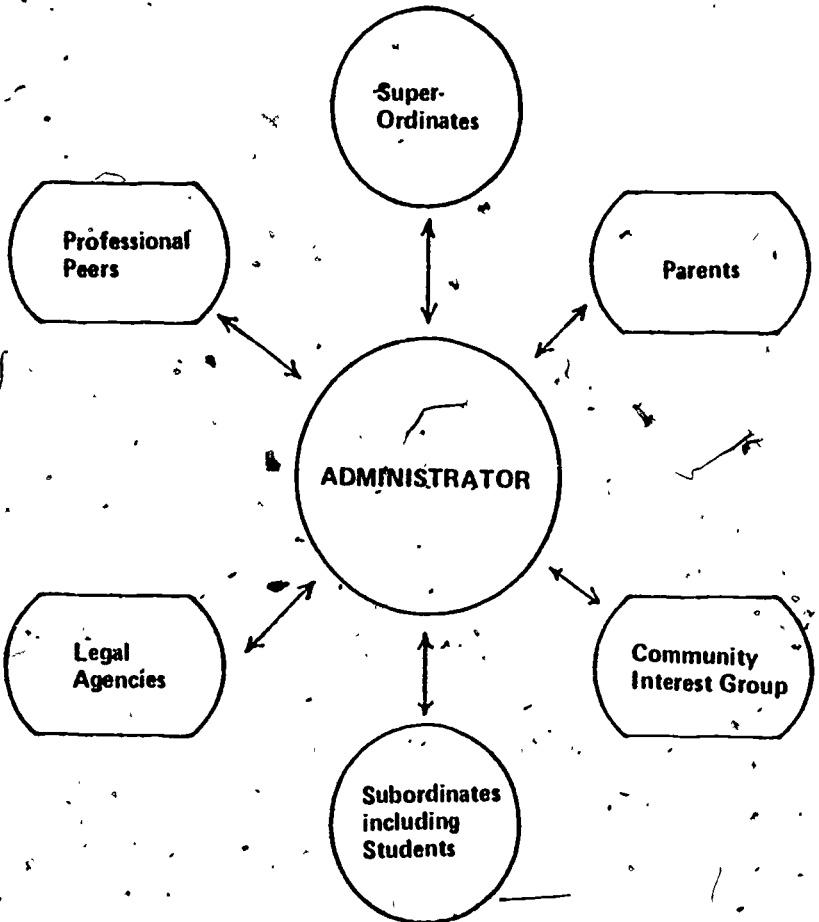 Super-
Ordinates
Professional
Peers
Parents
ADMINISTRATOR
Legal
Agencies
Community
Interest Group
Subordinates
including
Students